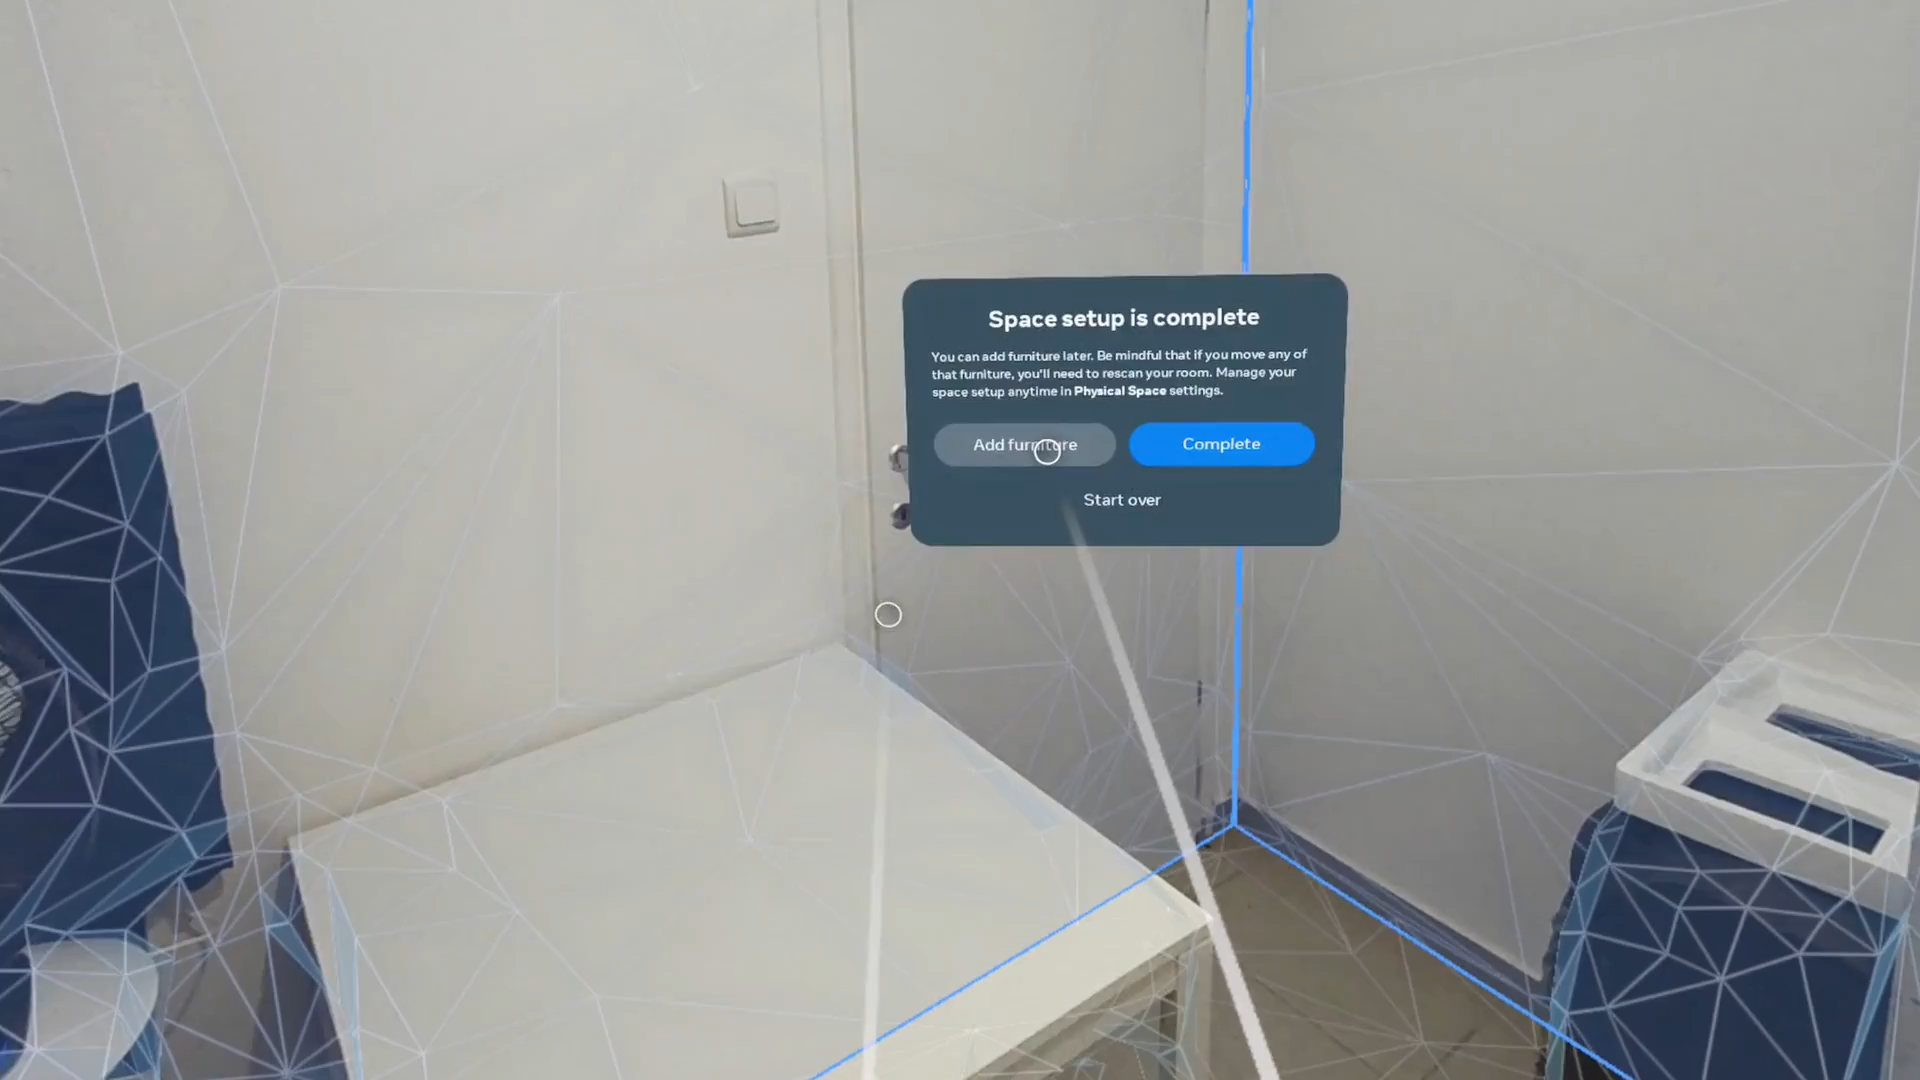 Space setup is complete
You can add furniture later. Be mindful that if you move any of
that furniture, you'll need to rescan your room. Manage your
space setup anytime in Physical Space settings.
Add furniture
Complete
Start over